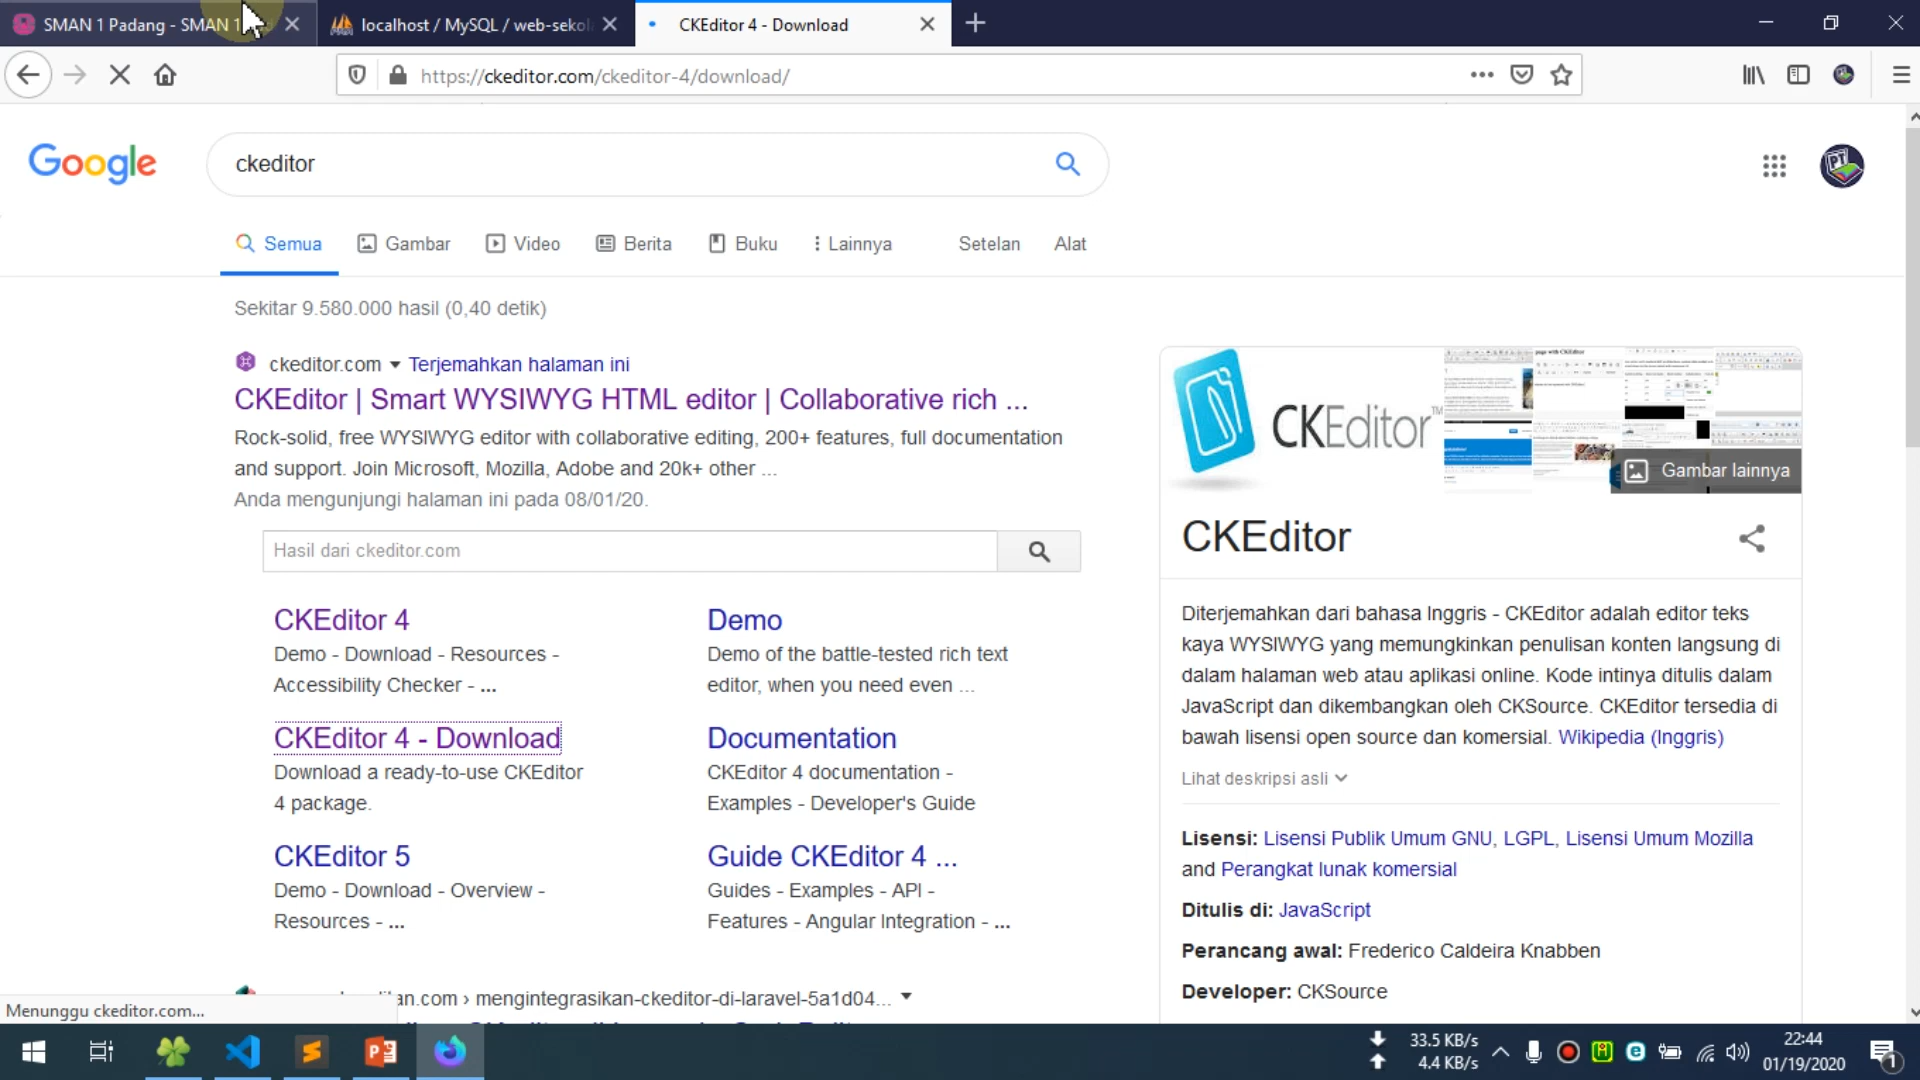 SMAN 1 Padang - SMAN 1
localhost / MySQL / web-sekol
CKEditor 4 - Download
https://ckeditor.com/ckeditor-4/download/
Google
ckeditor
Semua
Gambar
Video
Berita
Buku
Lainnya
Setelan
Alat
Sekitar 9.580.000 hasil (0,40 detik)
ckeditor.com
Terjemahkan halaman ini
CKEditor | Smart WYSIWYG HTML editor | Collaborative rich ...
Rock-solid, free WYSIWYG editor with collaborative editing, 200+ features, full documentation
and support. Join Microsoft, Mozilla, Adobe and 20k+ other ...
Anda mengunjungi halaman ini pada 08/01/20.
Hasil dari ckeditor.com
CKEditor 4
Demo - Download - Resources -
Accessibility Checker - ...
Demo
Demo of the battle-tested rich text
editor, when you need even ...
CKEditor 4 - Download
Download a ready-to-use CKEditor
4 package.
Documentation
CKEditor 4 documentation -
Examples - Developer's Guide
CKEditor 5
Demo - Download - Overview -
Resources - ...
Guide CKEditor 4 ...
Guides - Examples - API -
Features - Angular Integration - ...
an.com › mengintegrasikan-ckeditor-di-laravel-5a1d04...
CKEditor™
Gambar lainnya
CKEditor
Diterjemahkan dari bahasa Inggris - CKEditor adalah editor teks
kaya WYSIWYG yang memungkinkan penulisan konten langsung di
dalam halaman web atau aplikasi online. Kode intinya ditulis dalam
JavaScript dan dikembangkan oleh CKSource. CKEditor tersedia di
bawah lisensi open source dan komersial. Wikipedia (Inggris)
Lihat deskripsi asli
Lisensi: Lisensi Publik Umum GNU, LGPL, Lisensi Umum Mozilla
and Perangkat lunak komersial
Ditulis di: JavaScript
Perancang awal: Frederico Caldeira Knabben
Developer: CKSource
Menunggu ckeditor.com...
33.5 KB/s
4.4 KB/s
22:44
01/19/2020
1